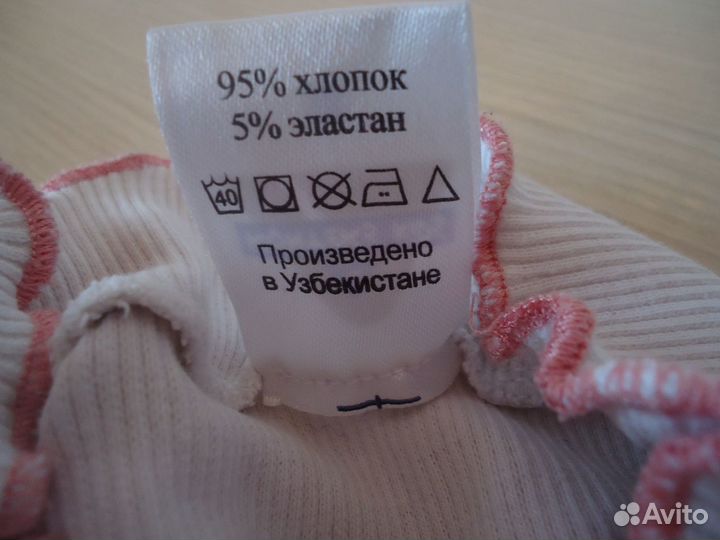 95% хлопок
5% эластан
40
Произведено
в Узбекистане
Avito